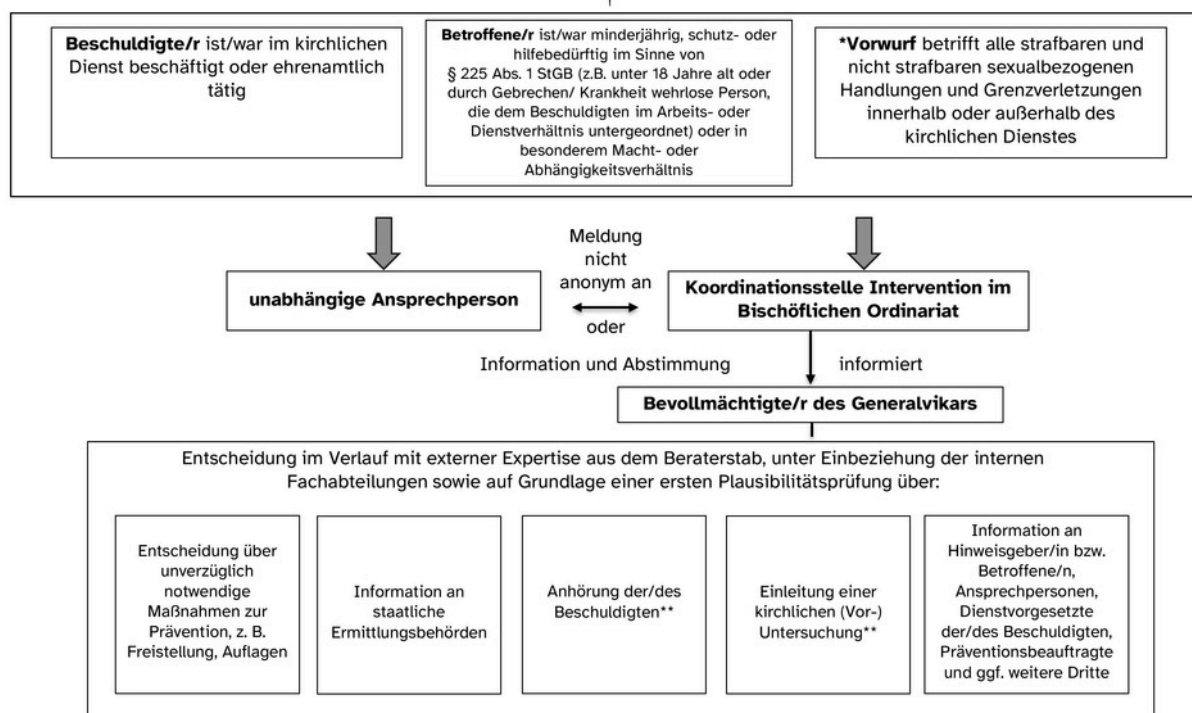 Beschuldigte/r ist/war im kirchlichen
Dienst beschäftigt oder ehrenamtlich
tätig
Betroffene/r ist/war minderjährig, schutz- oder
hilfebedürftig im Sinne von
§ 225 Abs. 1 StGB (z.B. unter 18 Jahre alt oder
durch Gebrechen/ Krankheit wehrlose Person,
die dem Beschuldigten im Arbeits- oder
Dienstverhältnis untergeordnet) oder in
besonderem Macht- oder
Abhängigkeitsverhältnis
*Vorwurf betrifft alle strafbaren und
nicht strafbaren sexualbezogenen
Handlungen und Grenzverletzungen
innerhalb oder außerhalb des
kirchlichen Dienstes
unabhängige Ansprechperson
Meldung
nicht
anonym an
oder
Koordinationsstelle Intervention im
Bischöflichen Ordinariat
Information und Abstimmung
informiert
Bevollmächtigte/r des Generalvikars
Entscheidung im Verlauf mit externer Expertise aus dem Beraterstab, unter Einbeziehung der internen
Fachabteilungen sowie auf Grundlage einer ersten Plausibilitätsprüfung über:
Entscheidung über
unverzüglich
notwendige
Maßnahmen zur
Prävention, z. B.
Freistellung, Auflagen
Information an
staatliche
Ermittlungsbehörden
Anhörung der/des
Beschuldigten**
Einleitung einer
kirchlichen (Vor-)
Untersuchung**
Information an
Hinweisgeber/in bzw.
Betroffene/n,
Ansprechpersonen,
Dienstvorgesetzte
der/des Beschuldigten,
Präventionsbeauftragte
und ggf. weitere Dritte